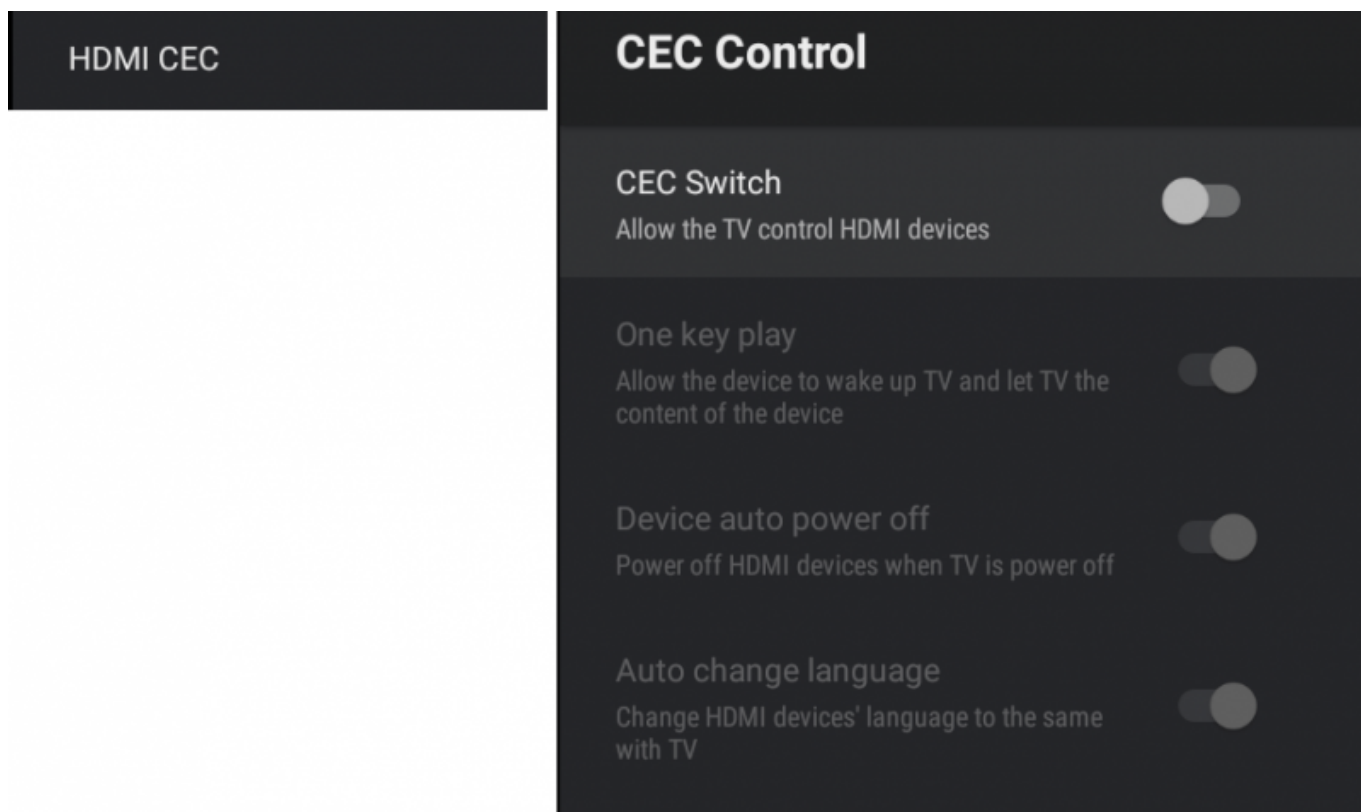 HDMI CEC
CEC Control
CEC Switch
Allow the TV control HDMI devices
One key play
Allow the device to wake up TV and let TV the
content of the device
Device auto power off
Power off HDMI devices when TV is power off
Auto change language
Change HDMI devices' language to the same
with TV